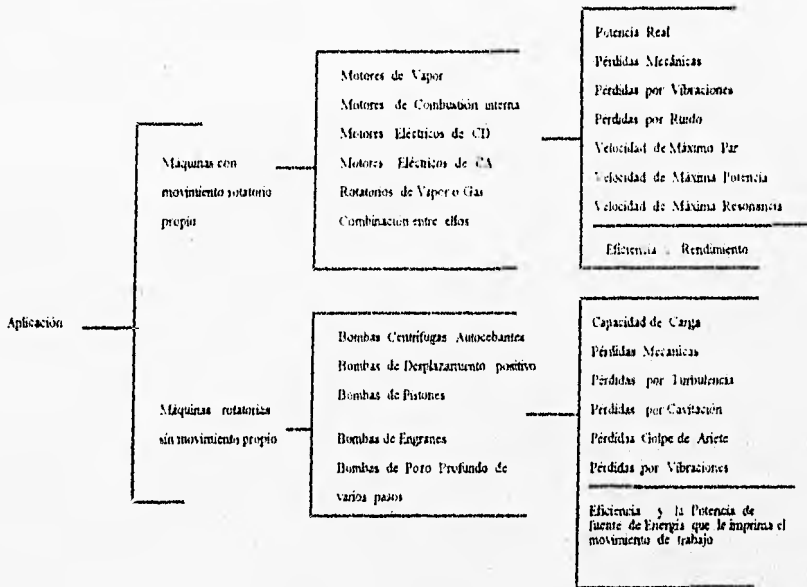 Aplicación
Máquinas con
movimiento rotatorio
propio
Motores de Vapor
Motores de Combustión interna
Motores Eléctricos de CD
Motores Eléctricos de CA
Rotatorios de Vapor o Gas
Combinación entre ellos
Potencia Real
Pérdidas Mecánicas
Pérdidas por Vibraciones
Pérdidas por Ruido
Velocidad de Máximo Par
Velocidad de Máxima Potencia
Velocidad de Máxima Resonancia
Eficiencia Rendimiento
Máquinas rotatorias
sin movimiento propio
Bombas Centrífugas Autocebantes
Bombas de Desplazamiento positivo
Bombas de Pistones
Bombas de Engranes
Bombas de Pozo Profundo de
varios pasos
Capacidad de Carga
Pérdidas Mecanicas
Pérdidas por Turbulencia
Pérdidas por Cavitación
Pérdidas Golpe de Ariete
Pérdidas por Vibraciones
Eficiencia y la Potencia de
fuente de Energía que le imprima el
movimiento de trabajo